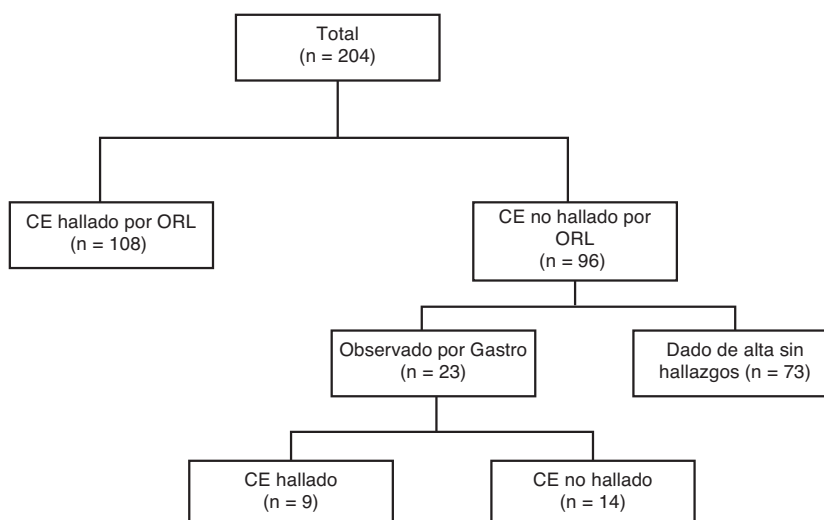 Total
(n = 204)
CE hallado por ORL
(n = 108)
CE no hallado por
ORL
(n = 96)
Observado por Gastro
(n = 23)
Dado de alta sin
hallazgos (n = 73)
CE hallado
(n = 9)
CE no hallado
(n = 14)